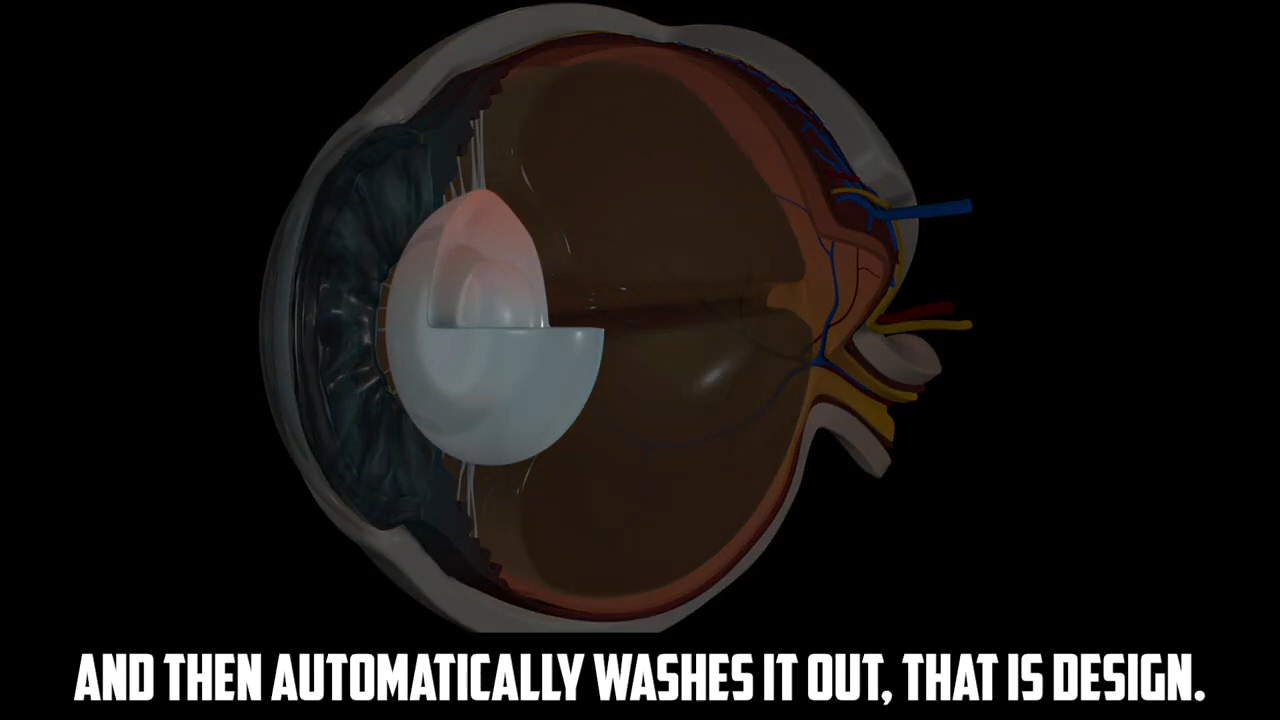 AND THEN AUTOMATICALLY WASHES IT OUT, THAT IS DESIGN.